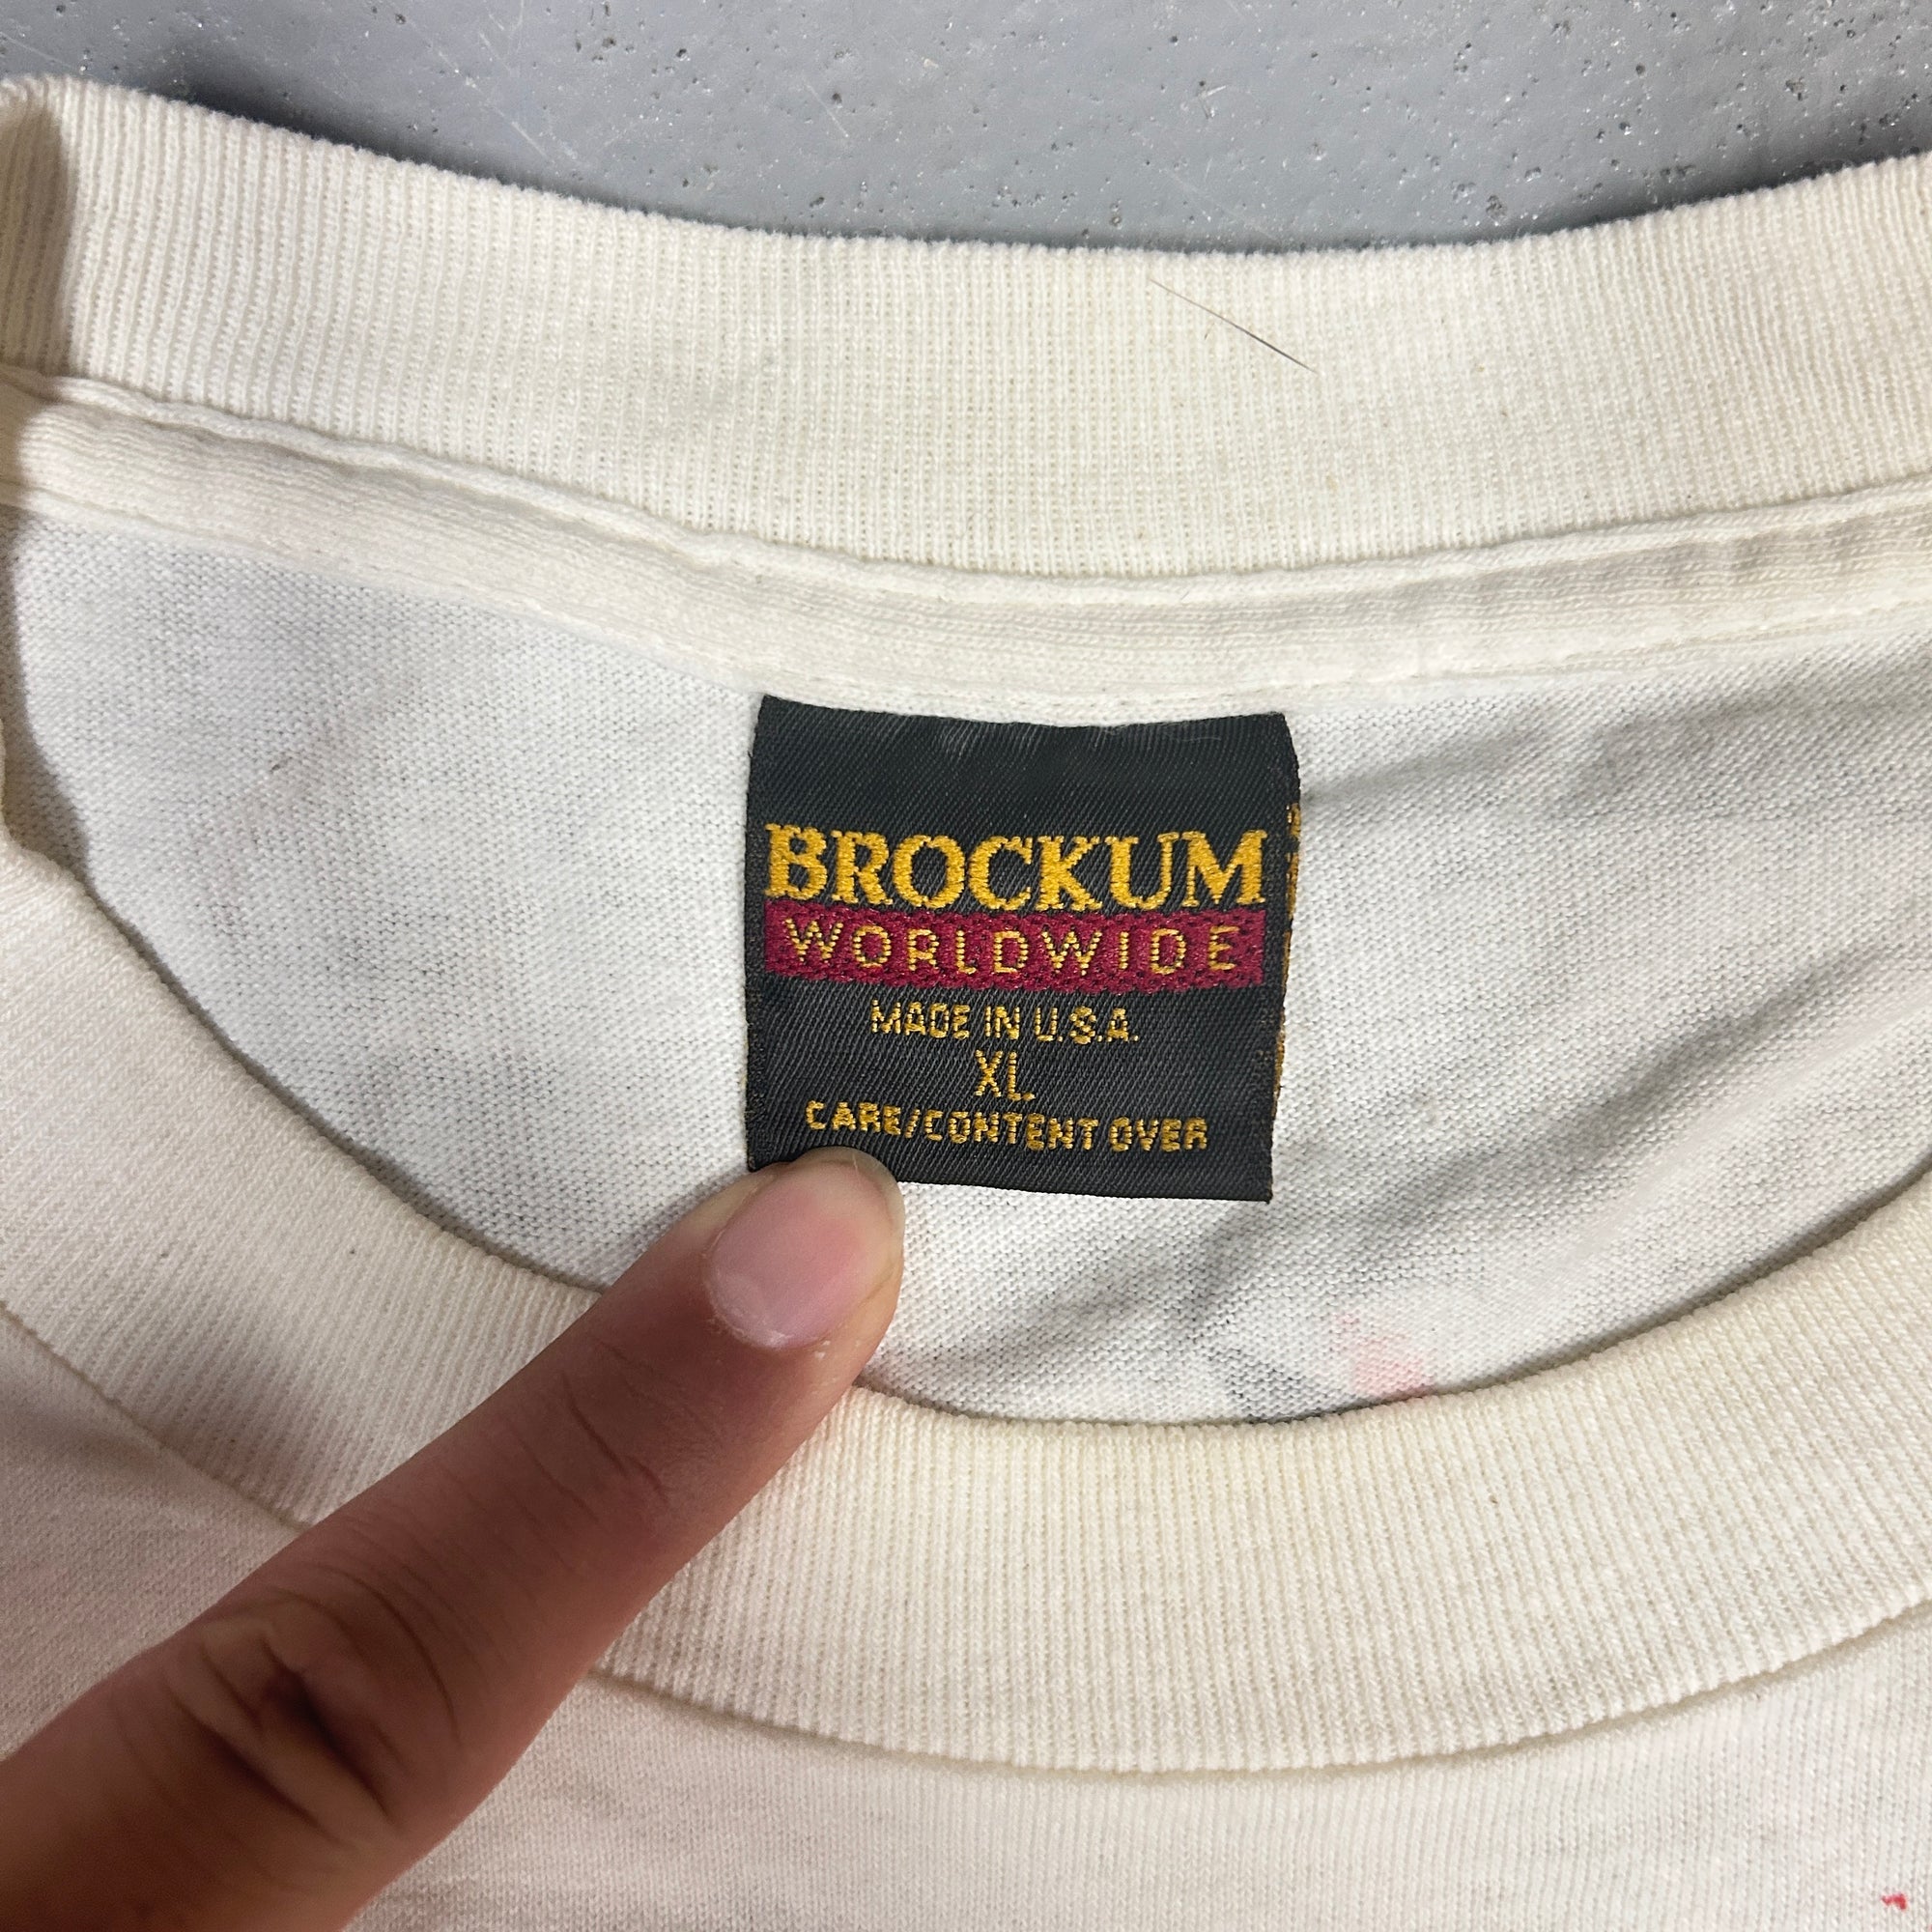 BROCKUM
WORLDWIDE
MADE IN U.S.A.
XL
CARE/CONTENT OVER